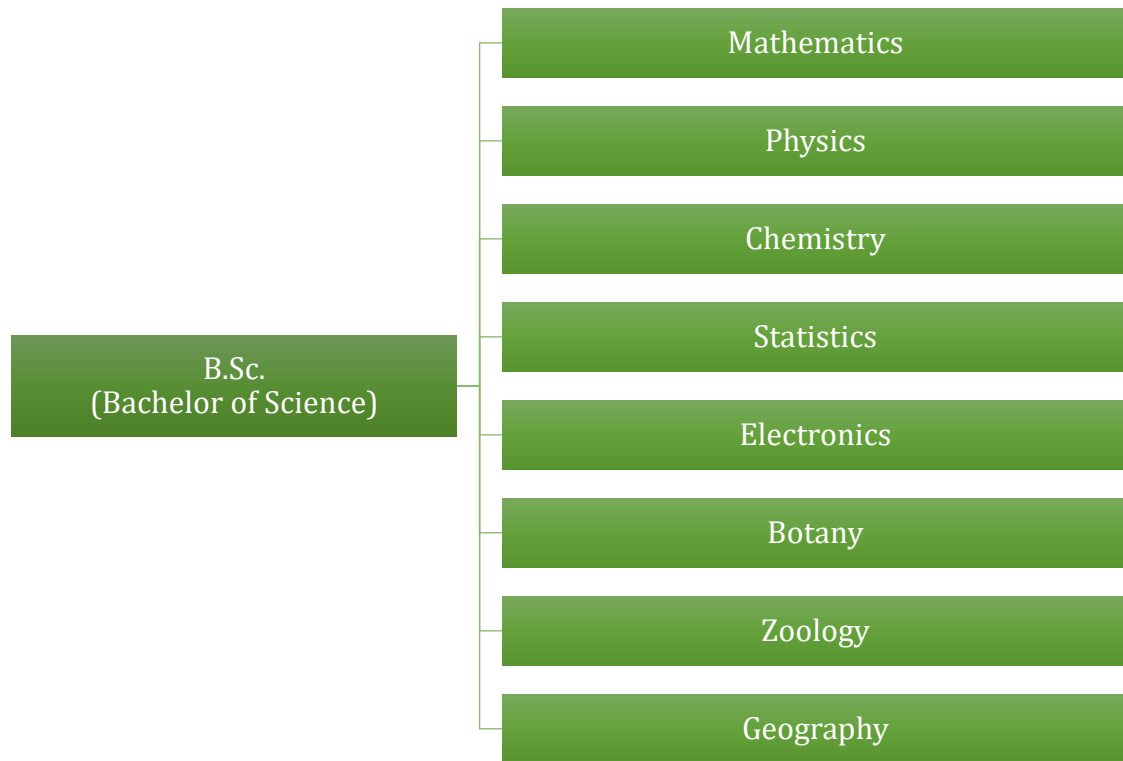 Mathematics
Physics
Chemistry
Statistics
B.Sc.
(Bachelor of Science)
Electronics
Botany
Zoology
Geography